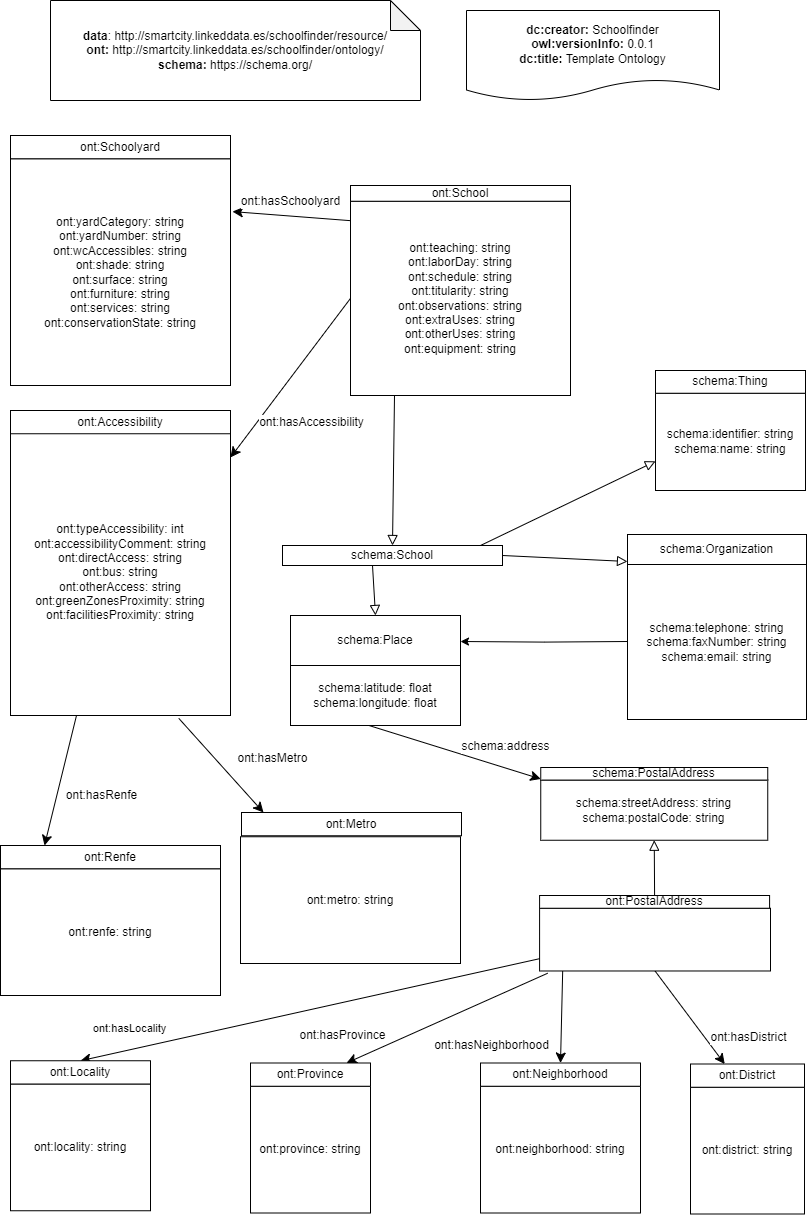 data: http://smartcity.linkeddata.es/schoolfinder/resource/
ont: http://smartcity.linkeddata.es/schoolfinder/ontology/
schema: https://schema.org/
dc:creator: Schoolfinder
owl:versionInfo: 0.0.1
dc:title: Template Ontology
ont:Schoolyard
ont:yardCategory: string
ont:yardNumber: string
ont:wcAccessibles: string
ont:shade: string
ont:surface: string
ont:furniture: string
ont:services: string
ont:conservationState: string
ont:hasSchoolyard
ont:School
ont:teaching: string
ont:laborDay: string
ont:schedule: string
ont:titularity: string
ont:observations: string
ont:extraUses: string
ont:otherUses: string
ont:equipment: string
schema:Thing
schema:identifier: string
schema:name: string
ont:Accessibility
ont:hasAccessibility
ont:typeAccessibility: int
ont:accessibilityComment: string
ont:directAccess: string
ont:bus: string
ont:otherAccess: string
ont:greenZonesProximity: string
ont:facilitiesProximity: string
schema:School
schema:Organization
schema:telephone: string
schema:faxNumber: string
schema:email: string
schema:Place
schema:latitude: float
schema:longitude: float
schema:address
ont:hasMetro
ont:hasRenfe
schema:PostalAddress
schema:streetAddress: string
schema:postalCode: string
ont:Metro
ont:metro: string
ont:Renfe
ont:renfe: string
ont:PostalAddress
ont:hasLocality
ont:hasProvince
ont:hasNeighborhood
ont:hasDistrict
ont:Locality
ont:locality: string
ont:Province
ont:province: string
ont:Neighborhood
ont:neighborhood: string
ont:District
ont:district: string